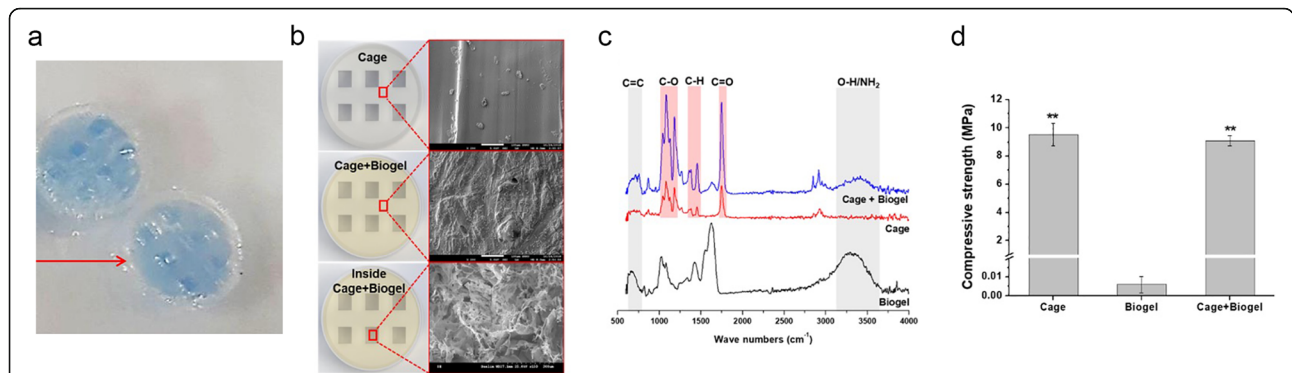 a
b
Cage
Cage+Biogel
Inside
Cage+Biogel
c
C=C
C-O
C-H
C=O
O-H/NH₂
Cage + Biogel
Cage
Biogel
500 1000 1500 2000 2500 3000 3500 4000
Wave numbers (cm⁻¹)
d
Compressive strength (MPa)
12
10
8
6
4
2
0.01
0.00
**
**
Cage
Biogel
Cage+Biogel